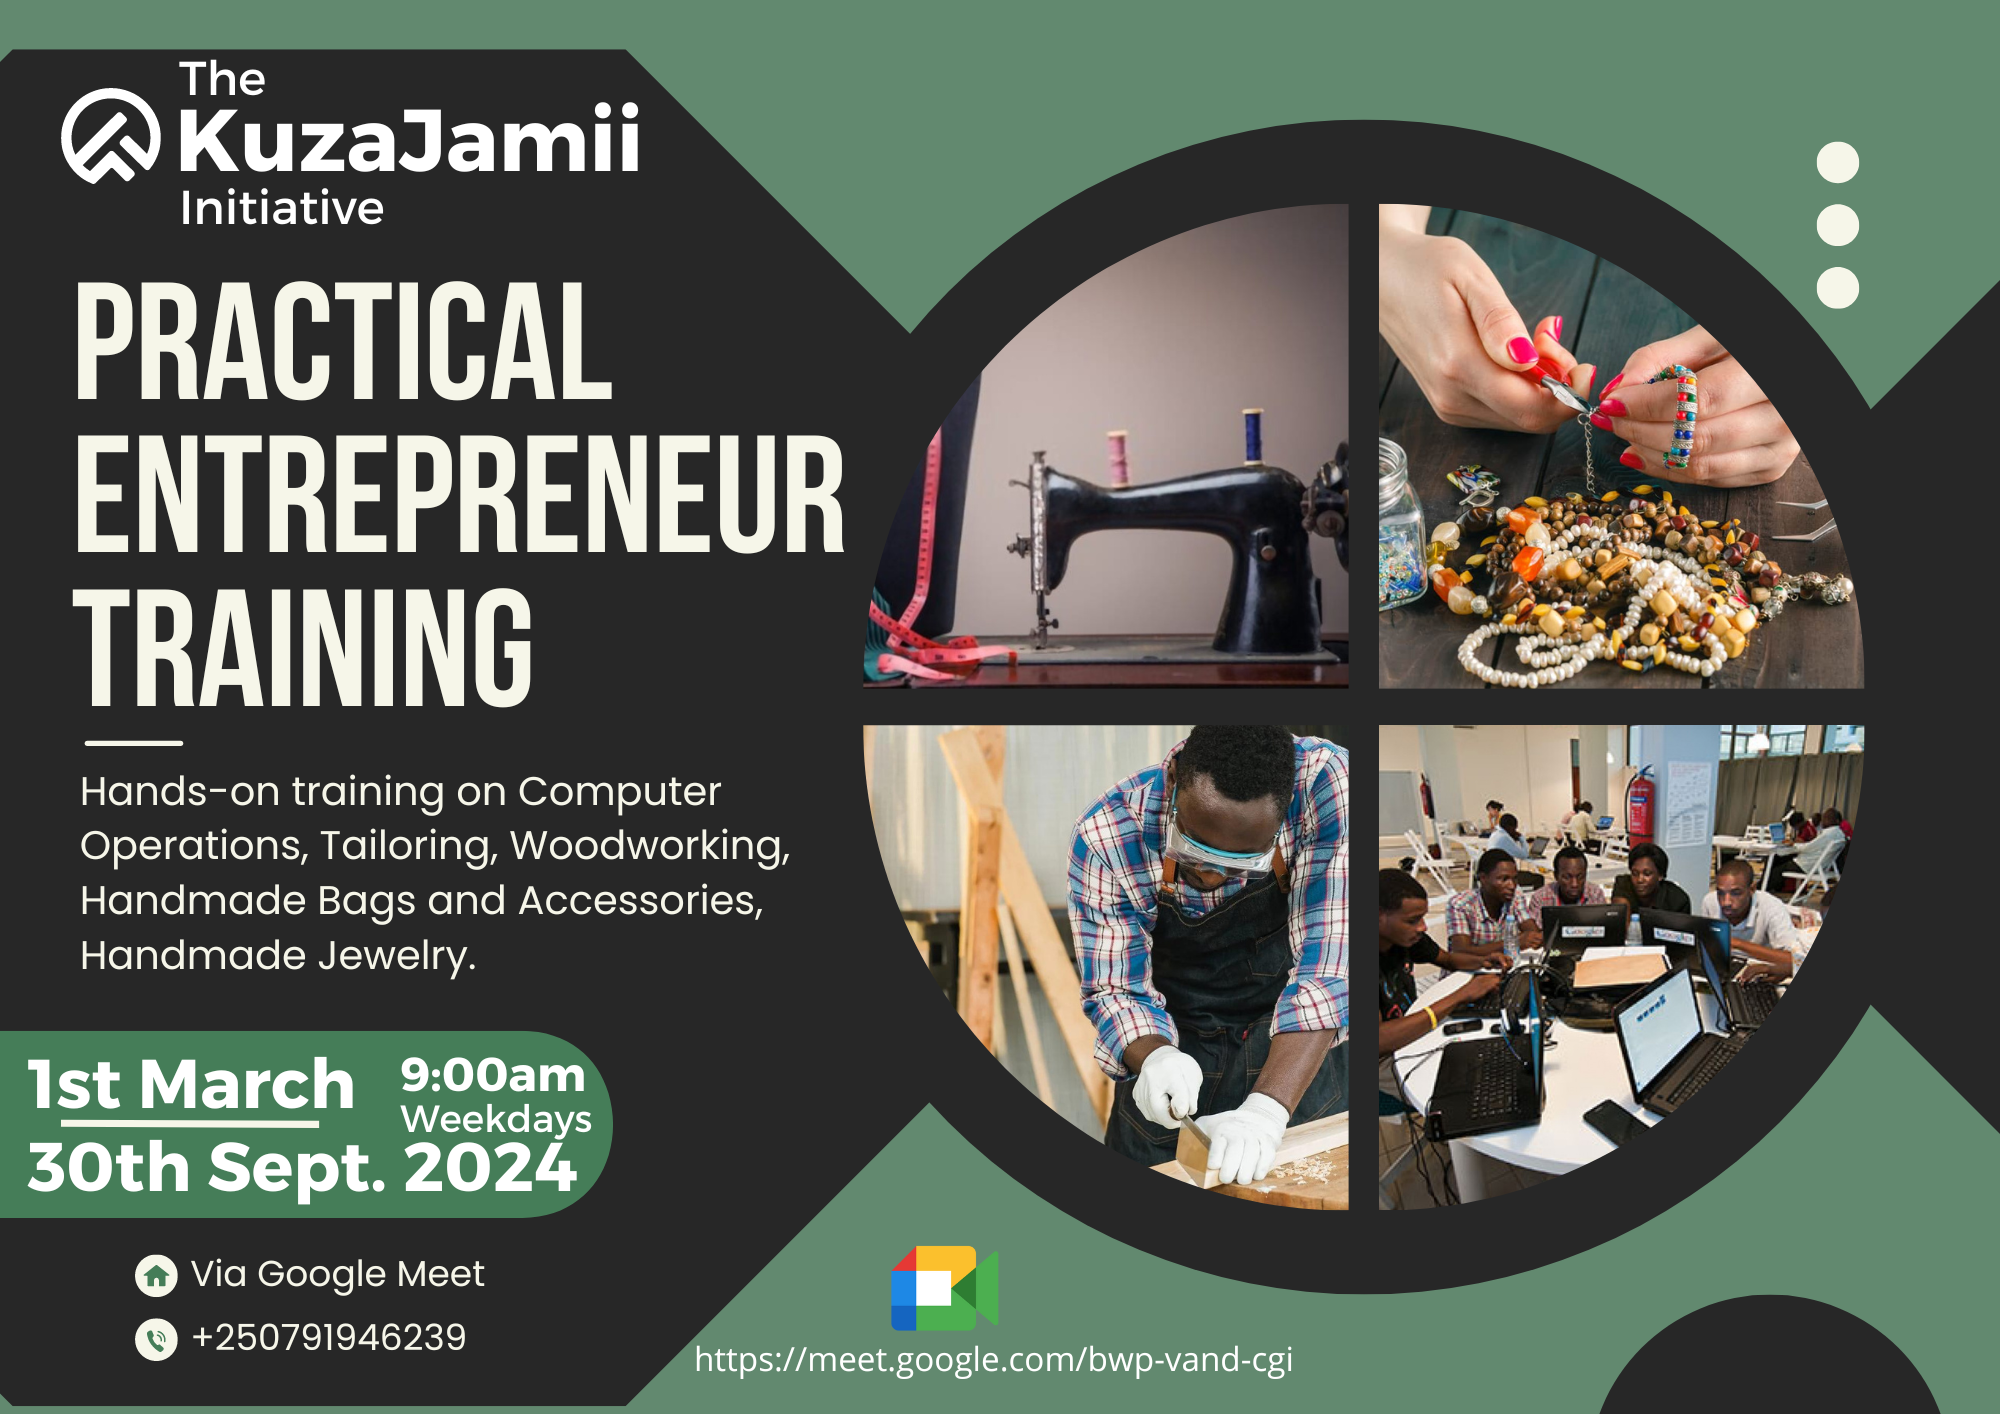 The
KuzaJamii
Initiative
PRACTICAL
ENTREPRENEUR
TRAINING
Hands-on training on Computer
Operations, Tailoring, Woodworking,
Handmade Bags and Accessories,
Handmade Jewelry.
1st March
9:00am
Weekdays
30th Sept. 2024
Via Google Meet
+250791946239
https://meet.google.com/bwp-vand-cgi